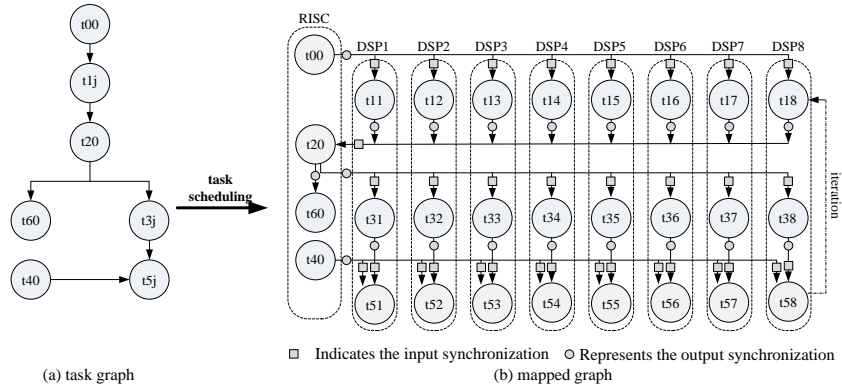 t00
t1j
t20
t60
t3j
t40
t5j
task
scheduling
(a) task graph
RISC
DSP1 DSP2 DSP3 DSP4 DSP5 DSP6 DSP7 DSP8
t00
t11 t12 t13 t14 t15 t16 t17 t18
t20
t60
t31 t32 t33 t34 t35 t36 t37 t38
t40
t51 t52 t53 t54 t55 t56 t57 t58
iteration
Indicates the input synchronization
Represents the output synchronization
(b) mapped graph